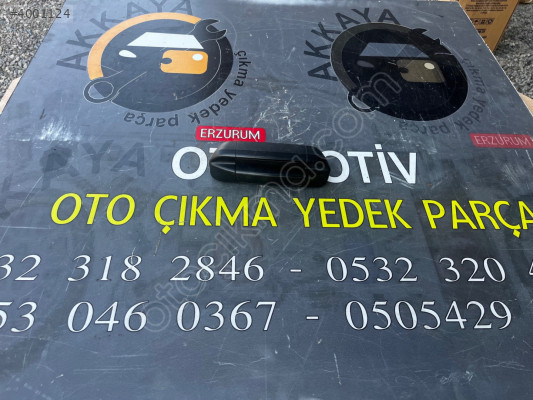 #4001124
AKKAYA
AKKAYA
çıkma yedek parça
çıkma yedek parça
ERZURUM
ERZURUM
OTİV
OTO ÇIKMA YEDEK PARÇA
32 318 2846 - 0532 320
53 046 0367 - 0505429